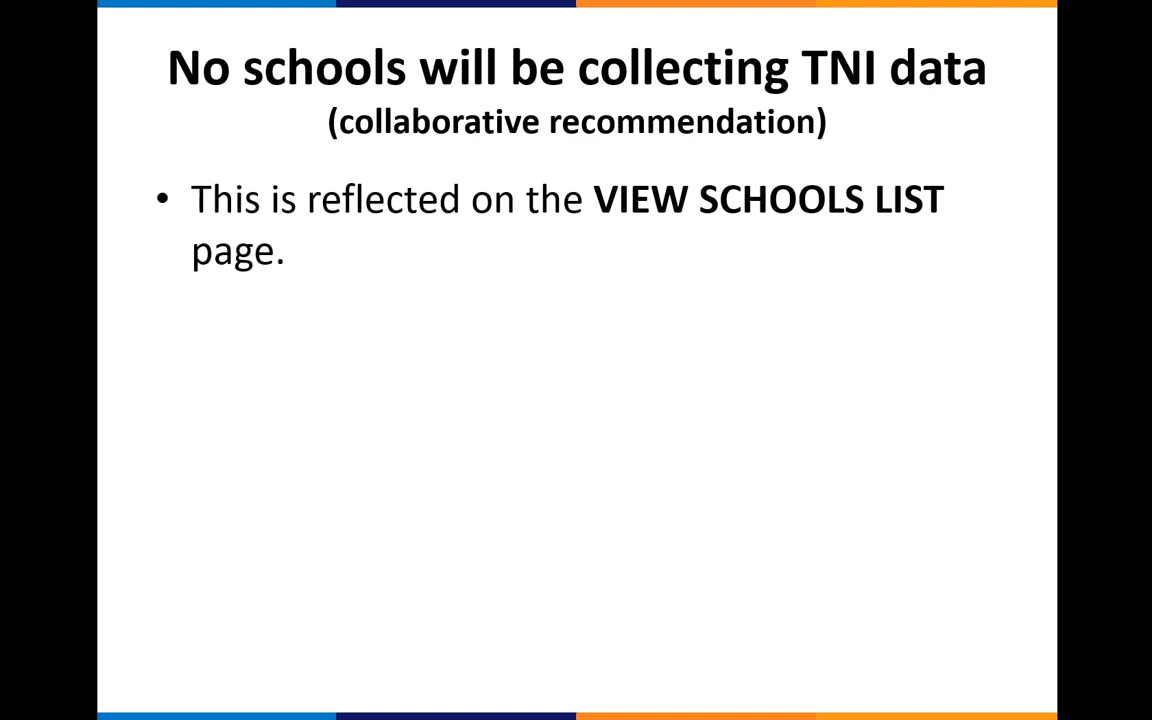 No schools will be collecting TNI data
(collaborative recommendation)
• This is reflected on the VIEW SCHOOLS LIST
page.